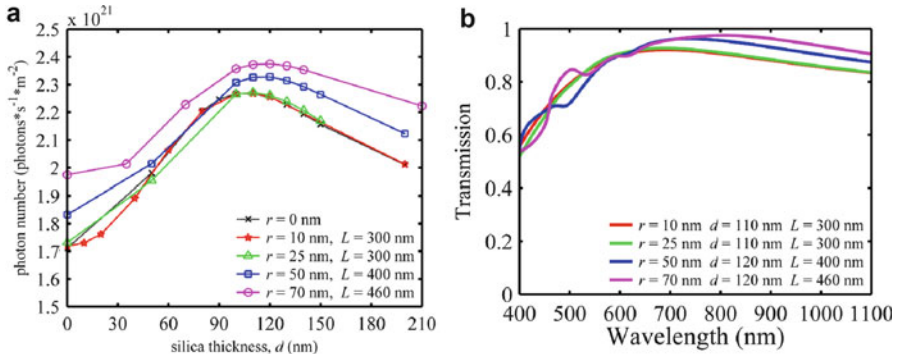 a
x 10²¹
photon number (photons*s⁻¹*m⁻²)
2.5
2.4
2.3
2.2
2.1
2
1.9
1.8
1.7
1.6
1.5
r = 0 nm
r = 10 nm, L = 300 nm
r = 25 nm, L = 300 nm
r = 50 nm, L = 400 nm
r = 70 nm, L = 460 nm
0 30 60 90 120 150 180 210
silica thickness, d (nm)
b
Transmission
1
0.8
0.6
0.4
0.2
0
r = 10 nm d = 110 nm L = 300 nm
r = 25 nm d = 110 nm L = 300 nm
r = 50 nm d = 120 nm L = 400 nm
r = 70 nm d = 120 nm L = 460 nm
400 500 600 700 800 900 1000 1100
Wavelength (nm)